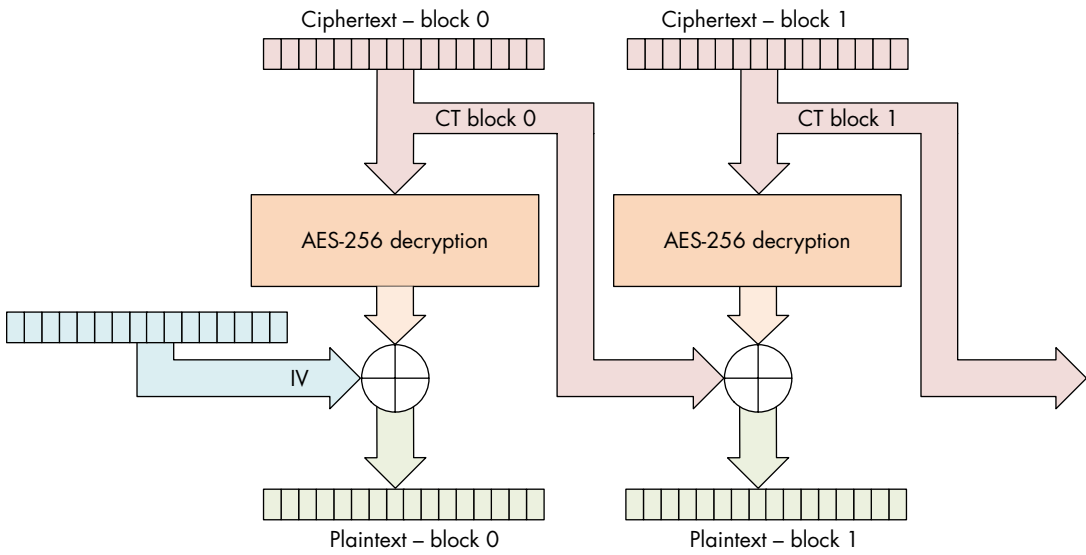 Ciphertext – block 0
Ciphertext – block 1
CT block 0
CT block 1
AES-256 decryption
AES-256 decryption
IV
Plaintext – block 0
Plaintext – block 1